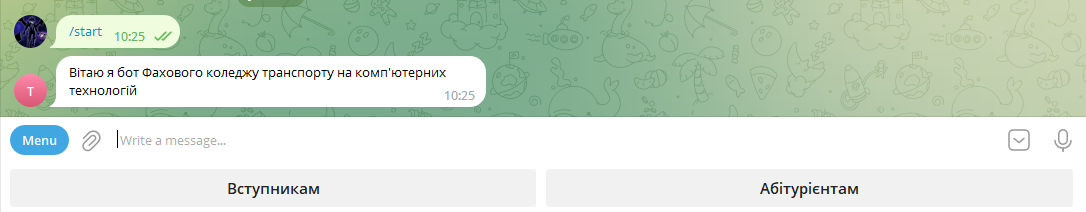 /start
10:25
Вітаю я бот Фахового коледжу транспорту на комп'ютерних
технологій
10:25
T
Menu
Write a message...
Вступникам
Абітурієнтам